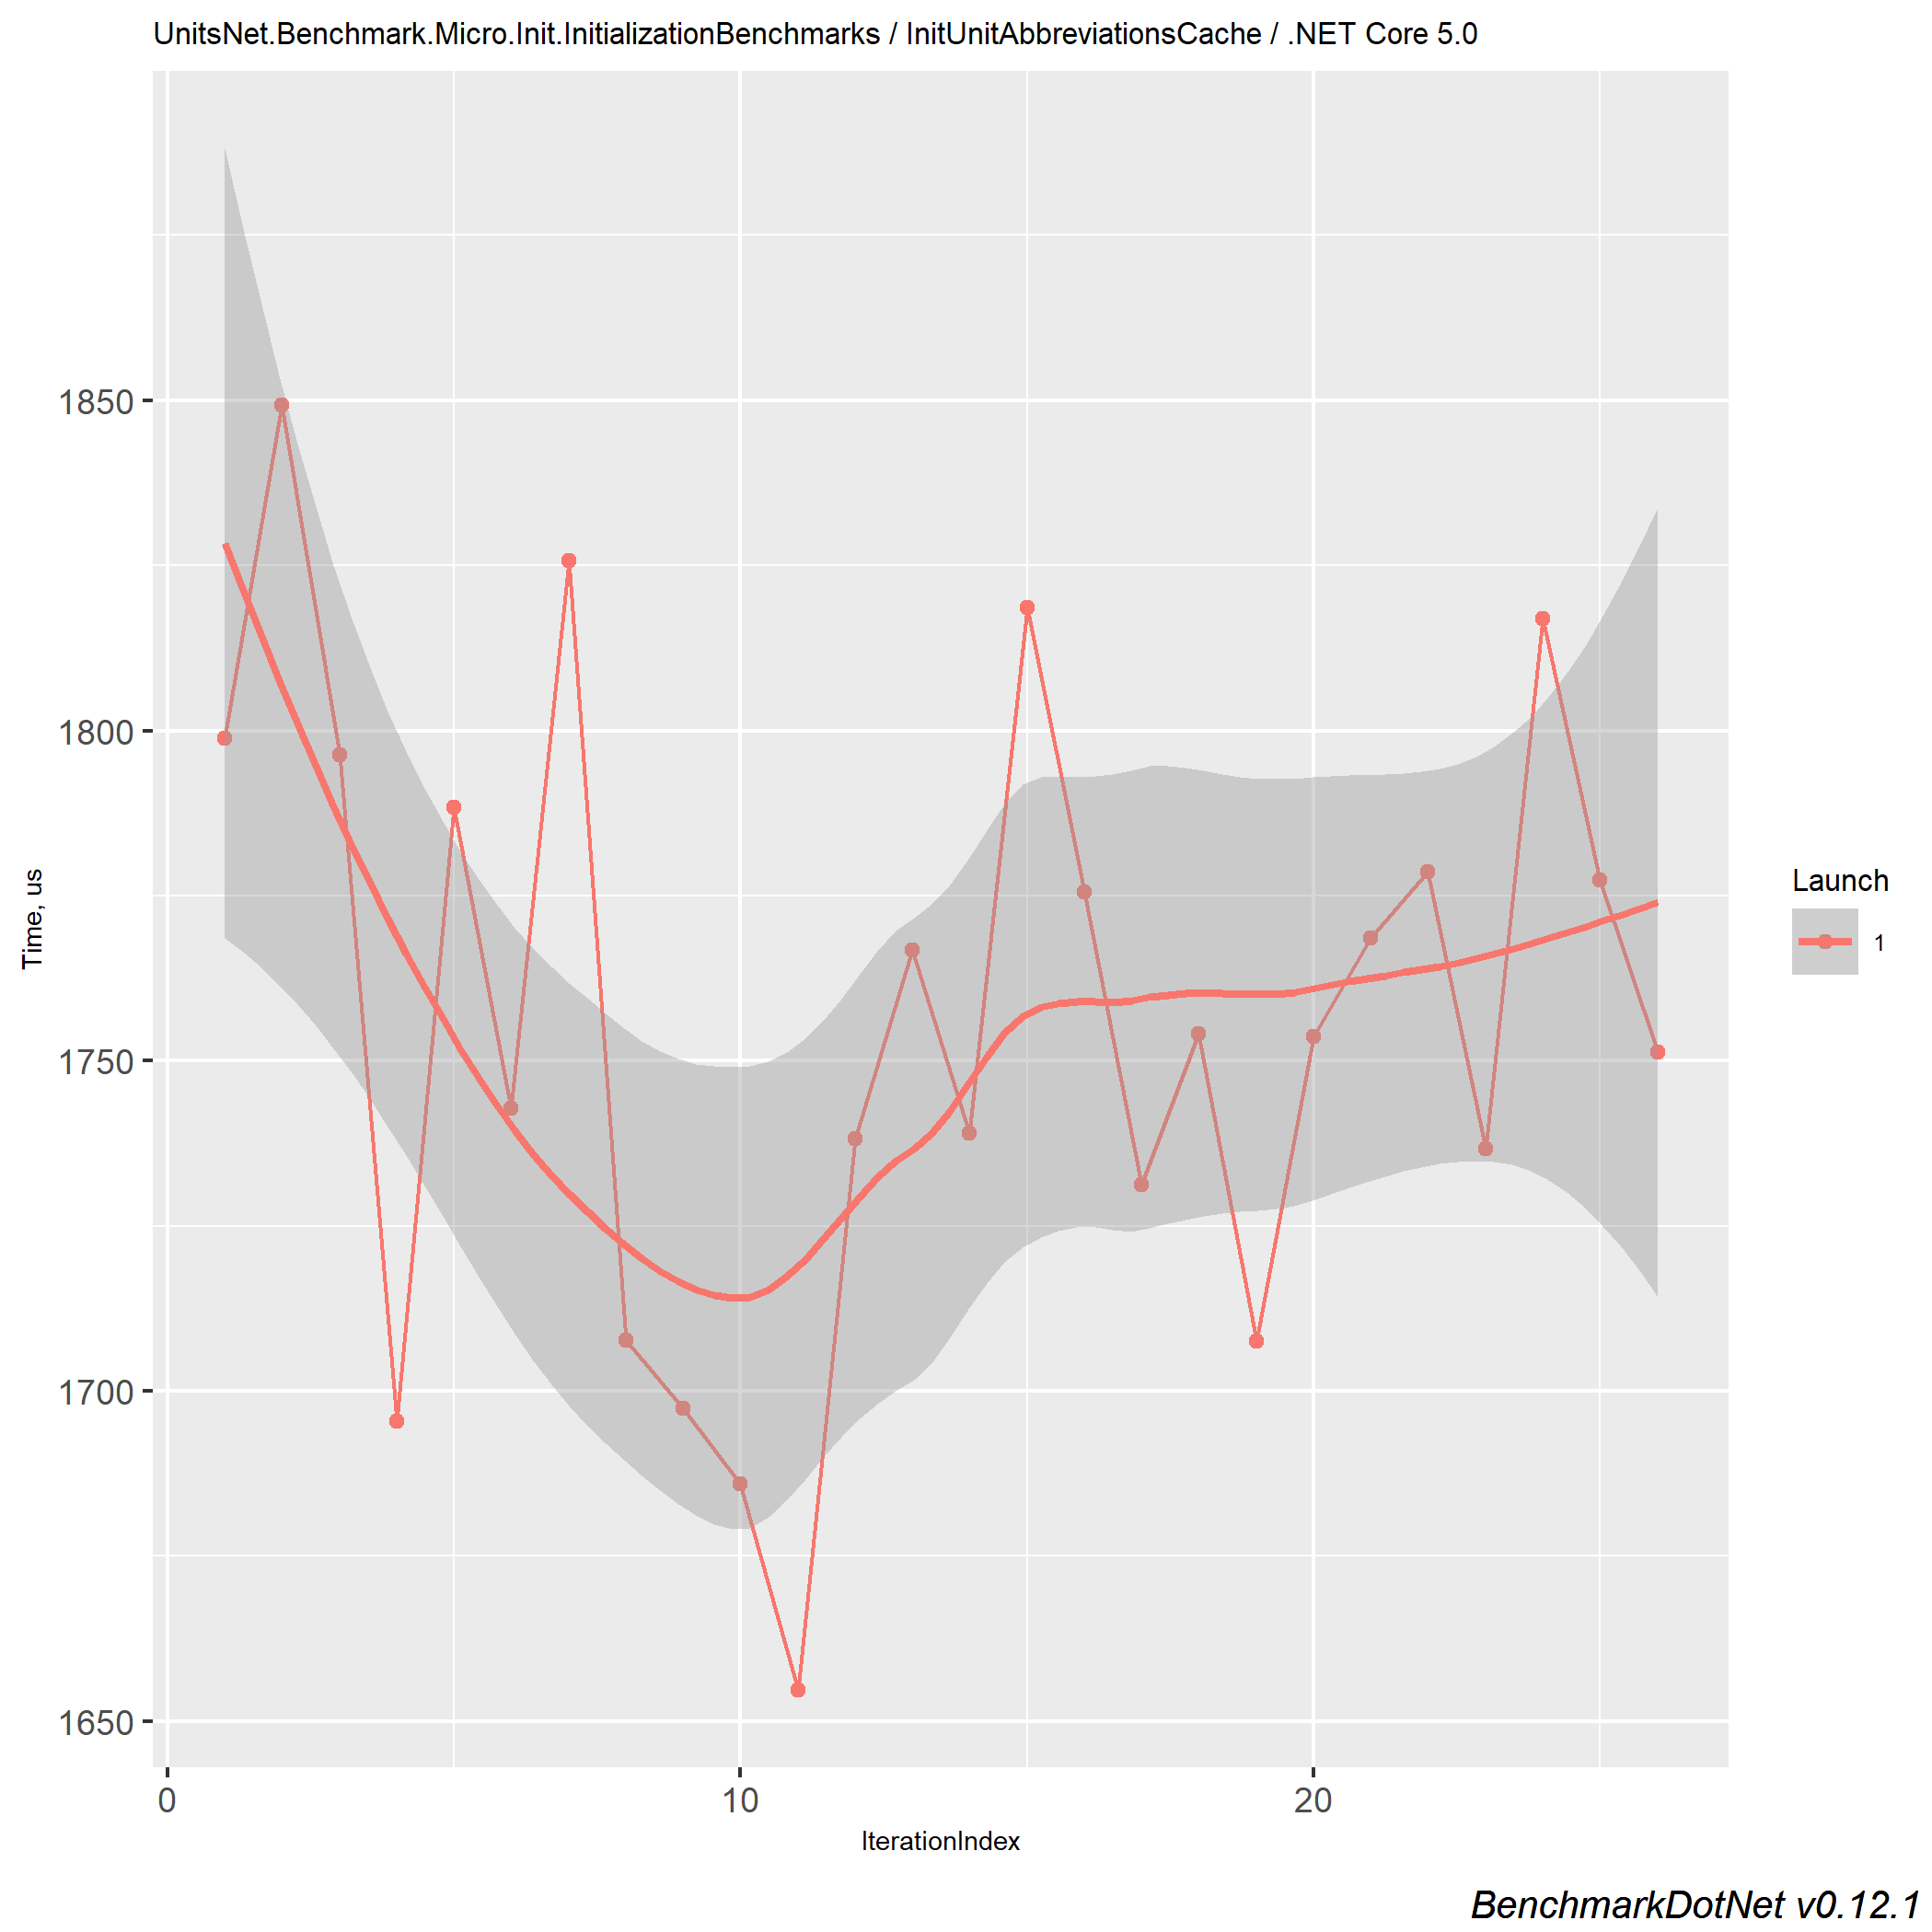 UnitsNet.Benchmark.Micro.Init.InitializationBenchmarks / InitUnitAbbreviationsCache / .NET Core 5.0
Time, us
1850
1800
1750
1700
1650
0
10
20
IterationIndex
Launch
1
BenchmarkDotNet v0.12.1